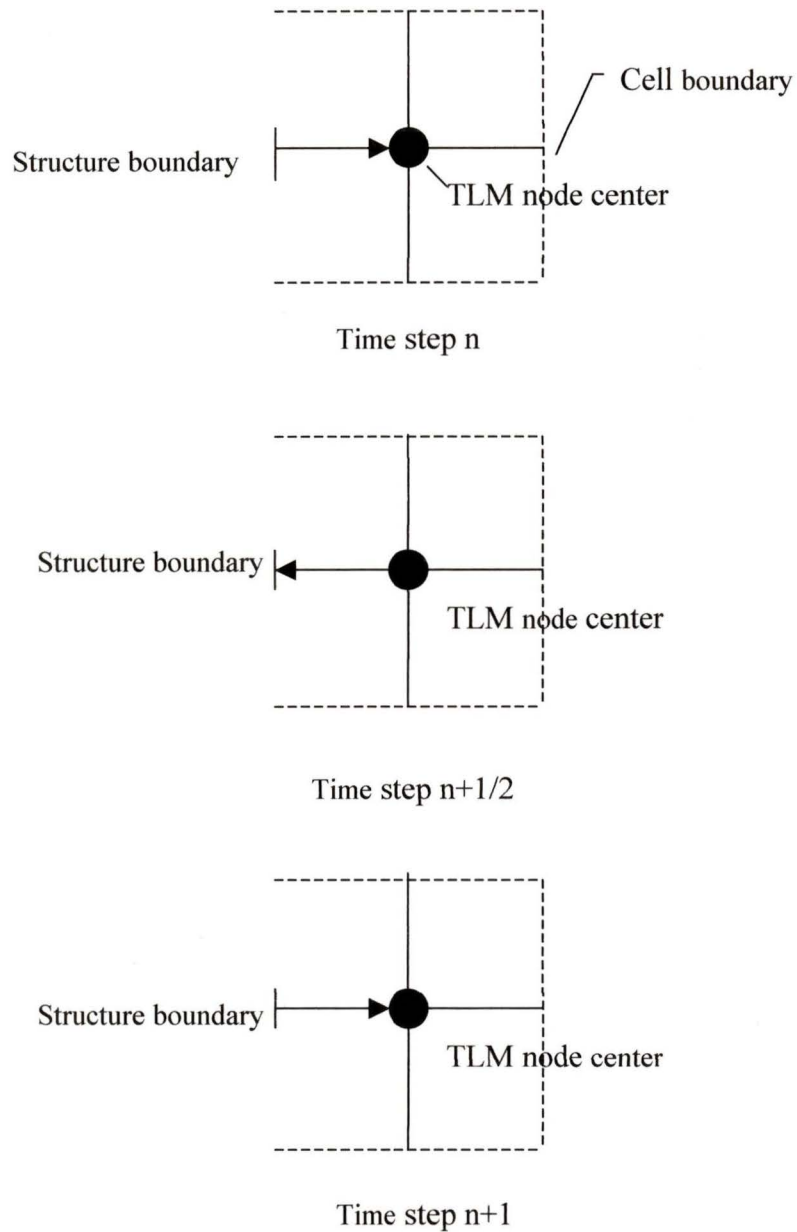 Cell boundary
Structure boundary
TLM node center
Time step n
Structure boundary
TLM node center
Time step n+1/2
Structure boundary
TLM node center
Time step n+1